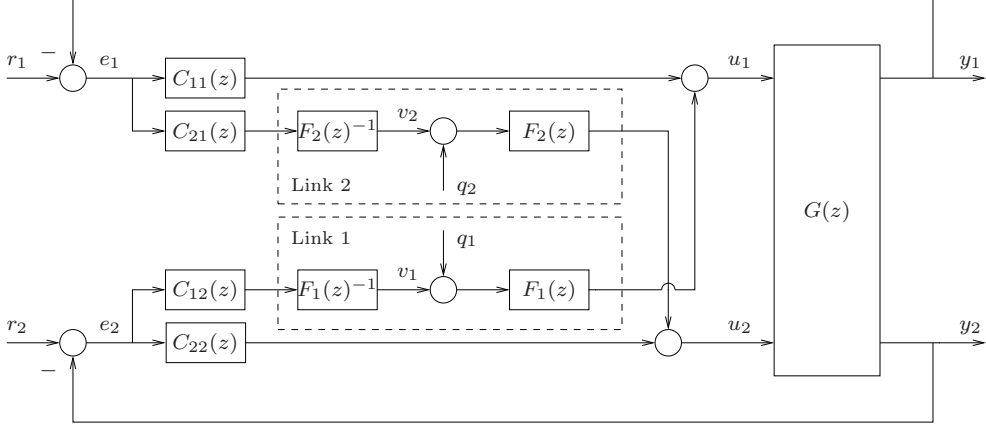 −
r₁ e₁ C₁₁(z) u₁ y₁
C₂₁(z) F₂(z)⁻¹ v₂ F₂(z)
Link 2 q₂
G(z)
Link 1 q₁
C₁₂(z) F₁(z)⁻¹ v₁ F₁(z)
r₂ e₂ C₂₂(z) u₂ y₂
−